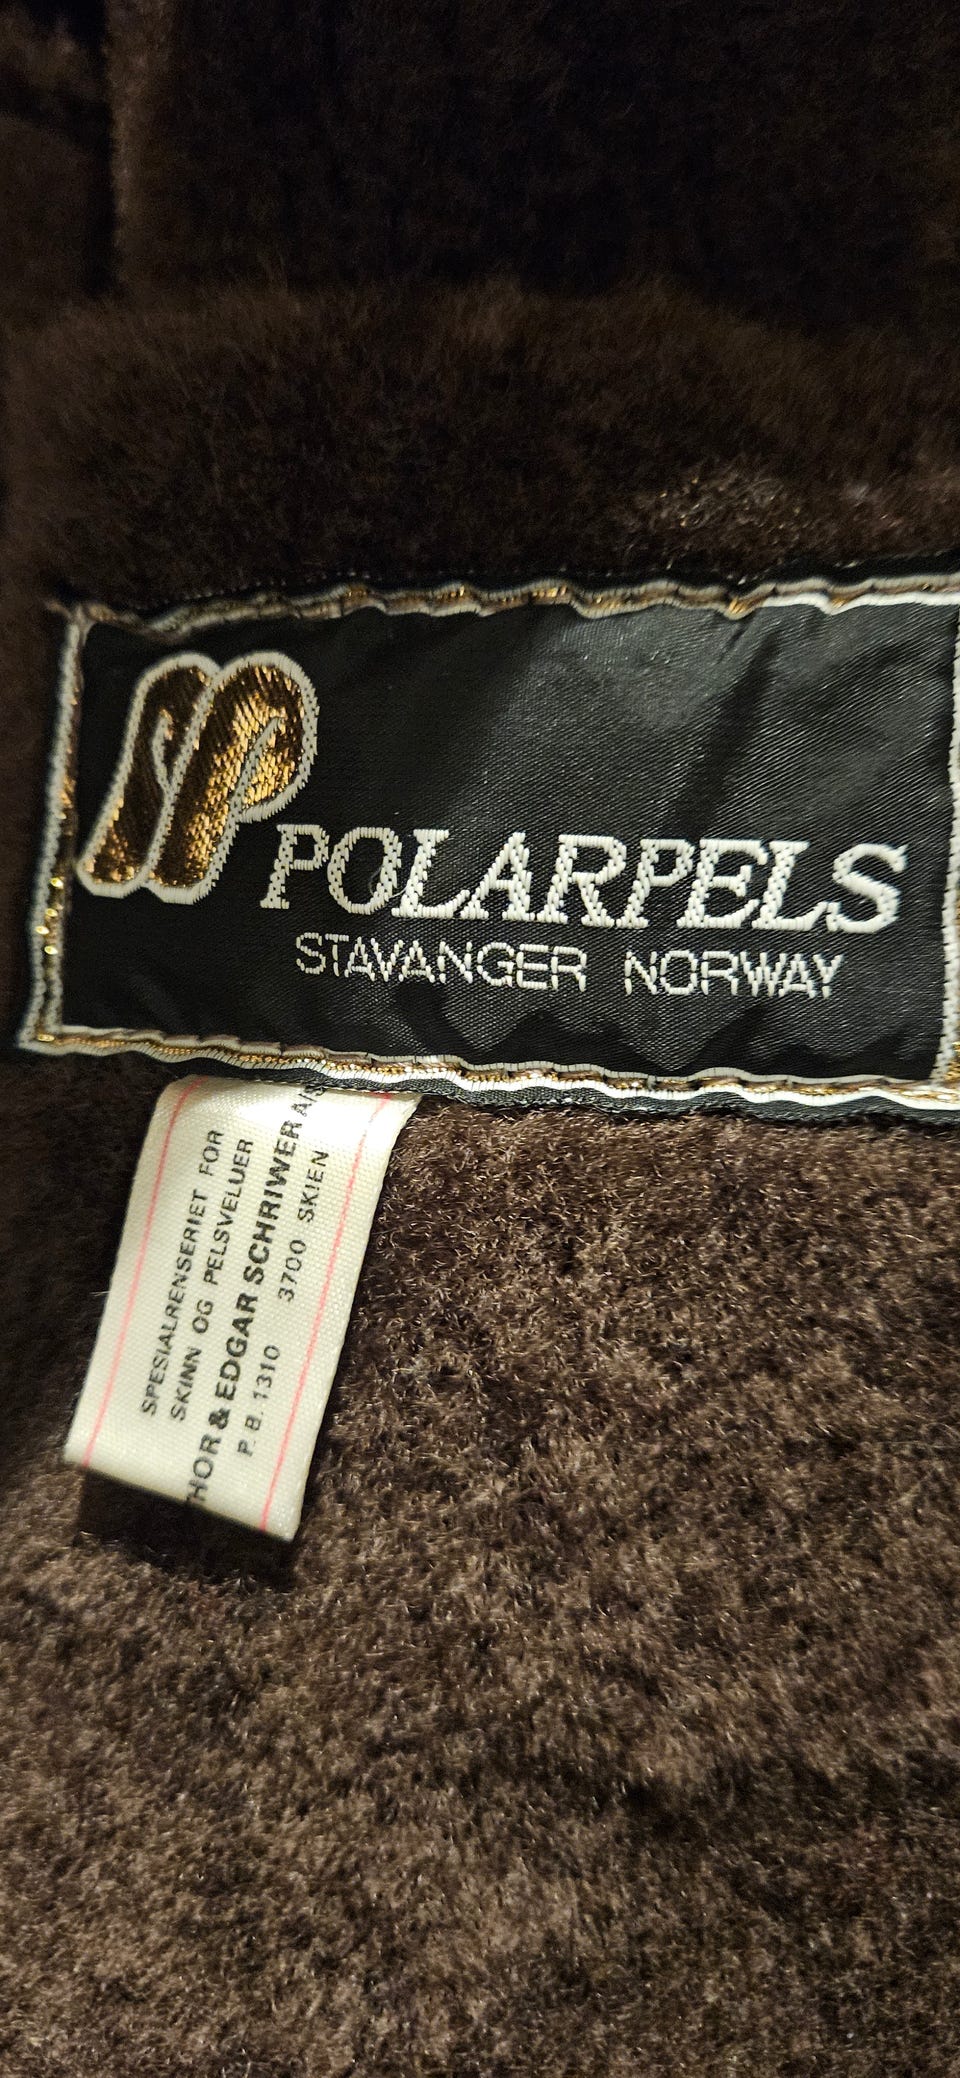 POLARPELS
STAVANGER NORWAY
SPESIALRENSERIET FOR
SKINN OG PELSVELUER
THOR & EDGAR SCHRIWER A/S
P.B. 1310 3700 SKIEN